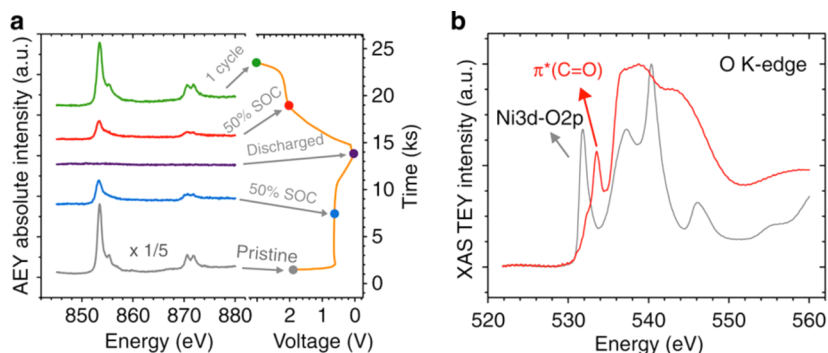 a
AEY absolute intensity (a.u.)
1 cycle
50% SOC
Discharged
50% SOC
x 1/5
Pristine
850 860 870 880
Energy (eV)
2 1 0
Voltage (V)
25
20
15
10
5
0
Time (ks)
b
XAS TEY intensity (a.u.)
π*(C=O)
O K-edge
Ni3d-O2p
520 530 540 550 560
Energy (eV)